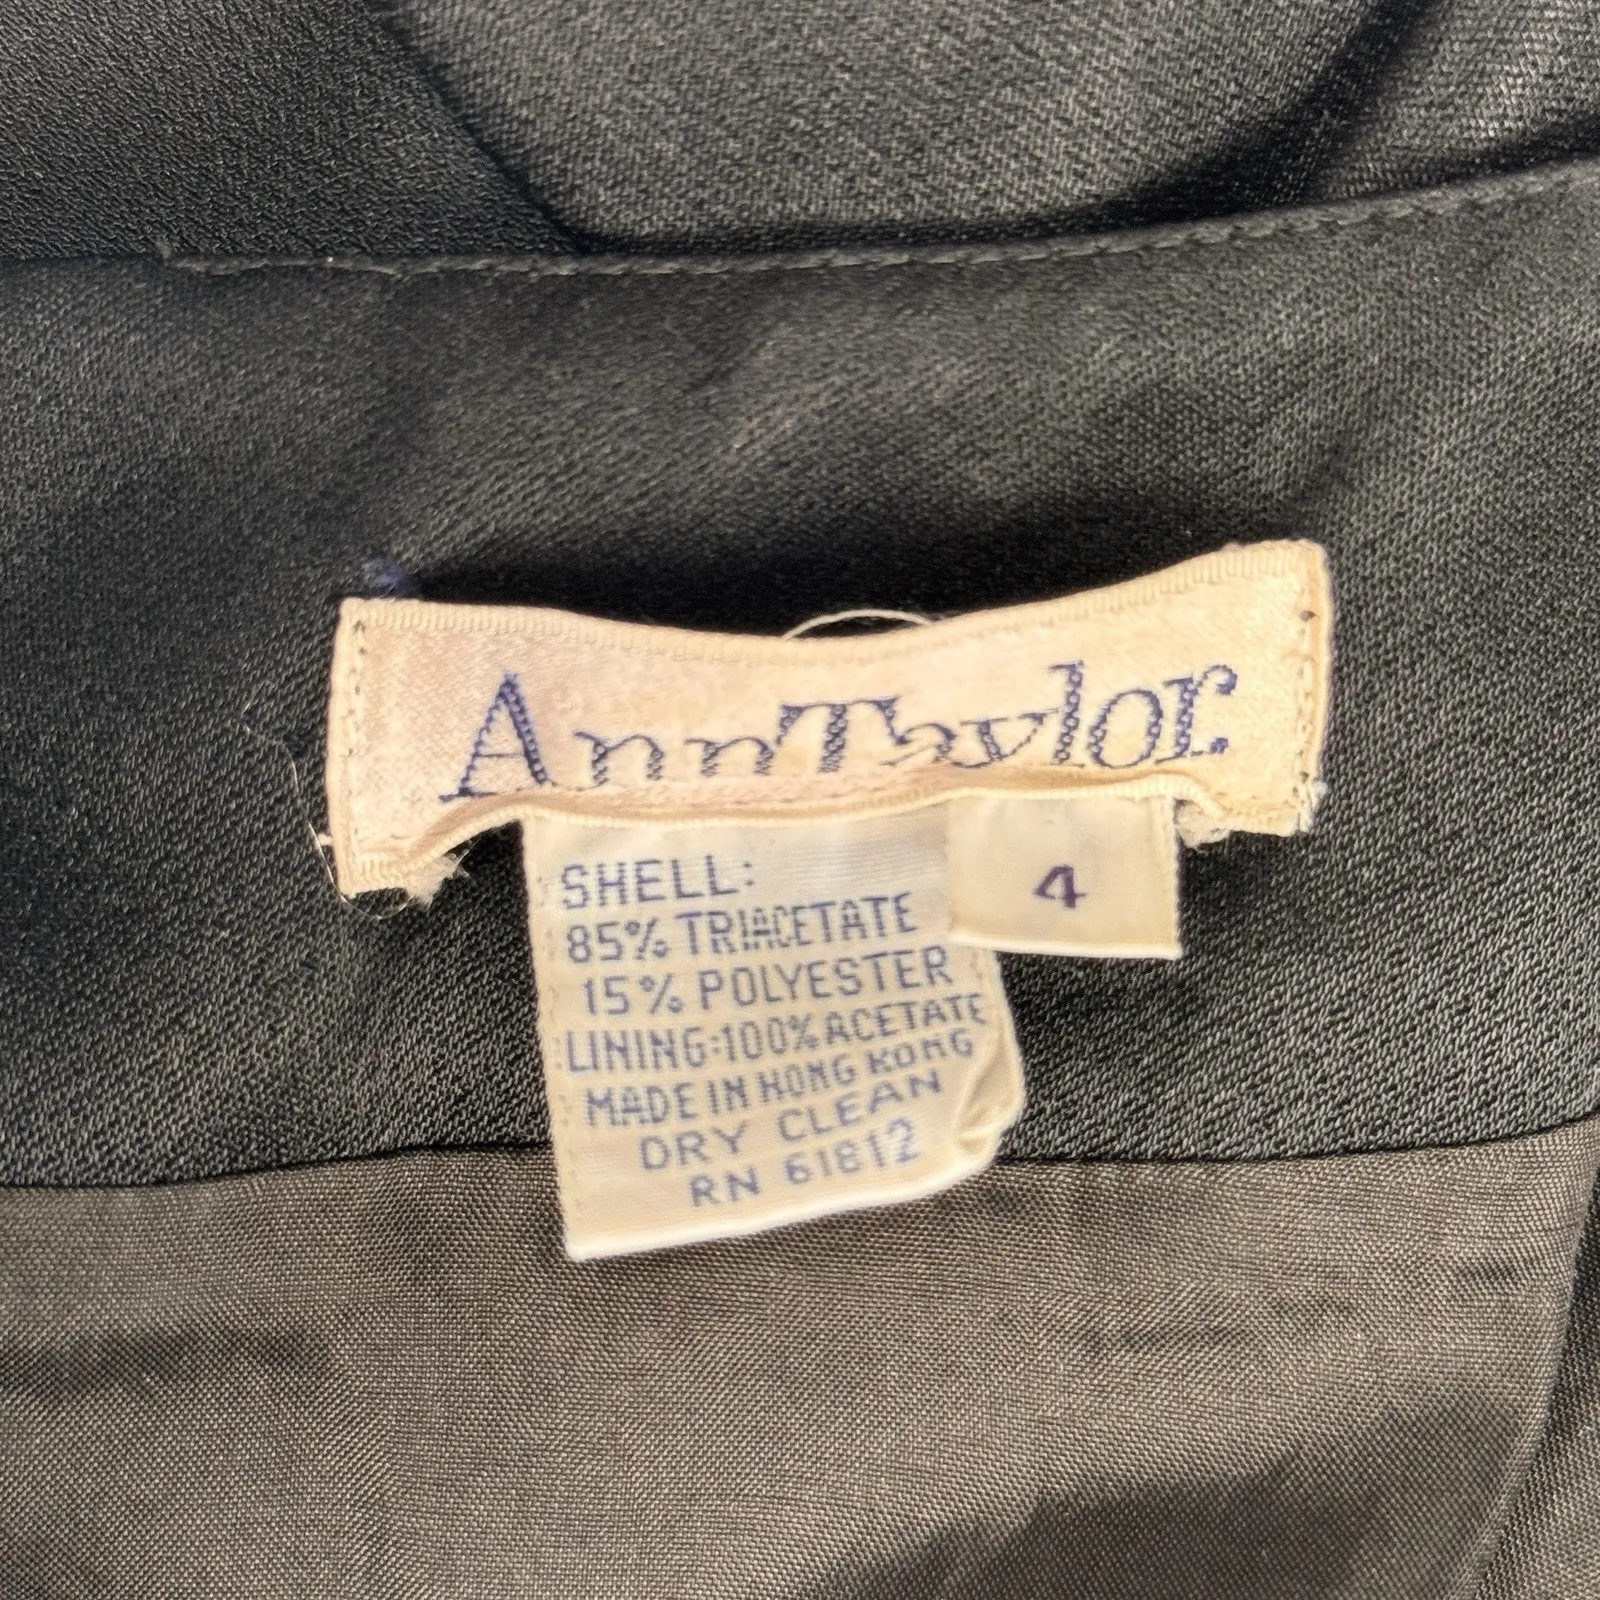 AnnTaylor
4
SHELL:
85% TRIACETATE
15% POLYESTER
LINING:100% ACETATE
MADE IN HONG KONG
DRY CLEAN
RN 61812